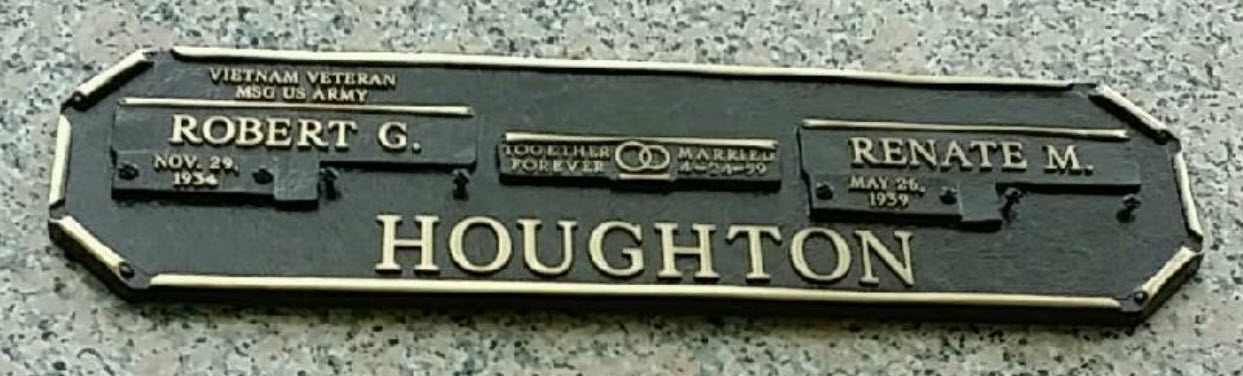 VIETNAM VETERAN
MSG US ARMY
ROBERT G.
NOV. 29,
1934
TOGETHER
FOREVER
MARRIED
4-24-59
RENATE M.
MAY 26,
1939
HOUGHTON